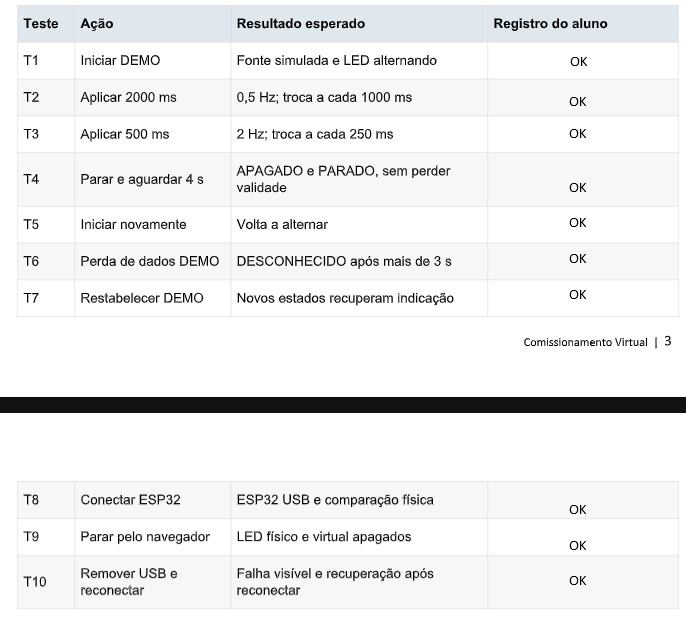 Teste Ação Resultado esperado Registro do aluno
T1 Iniciar DEMO Fonte simulada e LED alternando OK
T2 Aplicar 2000 ms 0,5 Hz; troca a cada 1000 ms OK
T3 Aplicar 500 ms 2 Hz; troca a cada 250 ms OK
T4 Parar e aguardar 4 s APAGADO e PARADO, sem perder
validade OK
T5 Iniciar novamente Volta a alternar OK
T6 Perda de dados DEMO DESCONHECIDO após mais de 3 s OK
T7 Restabelecer DEMO Novos estados recuperam indicação OK
Comissionamento Virtual | 3
T8 Conectar ESP32 ESP32 USB e comparação física OK
T9 Parar pelo navegador LED físico e virtual apagados OK
T10 Remover USB e Falha visível e recuperação após OK
reconectar reconectar